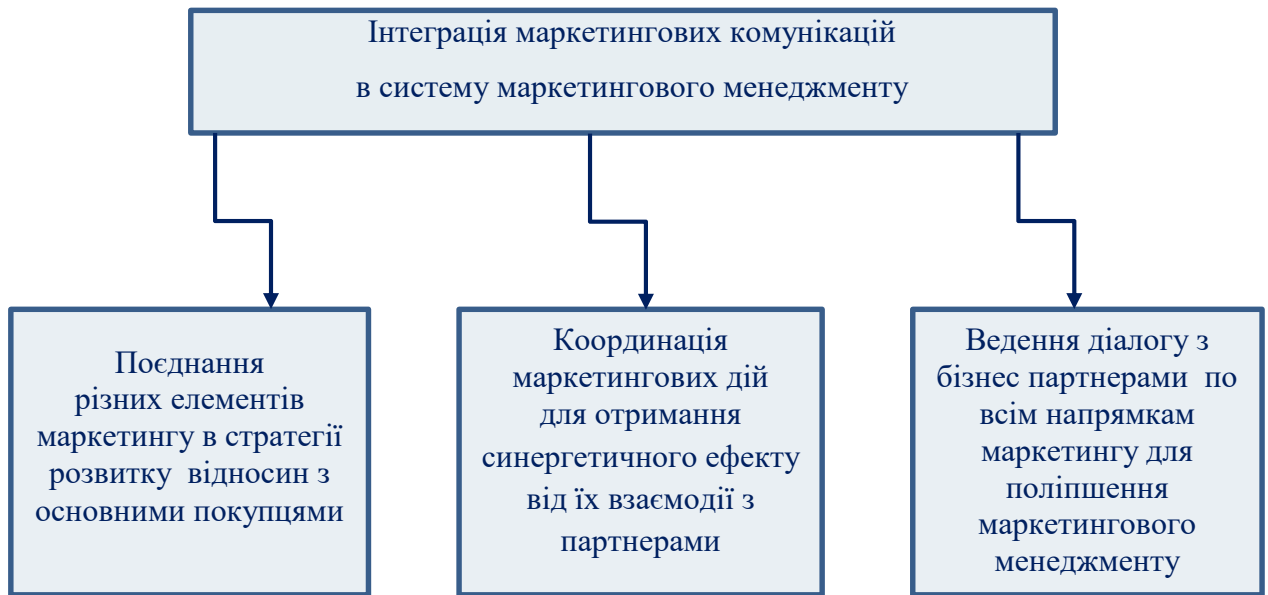 Інтеграція маркетингових комунікацій
в систему маркетингового менеджменту
Поєднання
різних елементів
маркетингу в стратегії
розвитку відносин з
основними покупцями
Координація
маркетингових дій
для отримання
синергетичного ефекту
від їх взаємодії з
партнерами
Ведення діалогу з
бізнес партнерами по
всім напрямкам
маркетингу для
поліпшення
маркетингового
менеджменту